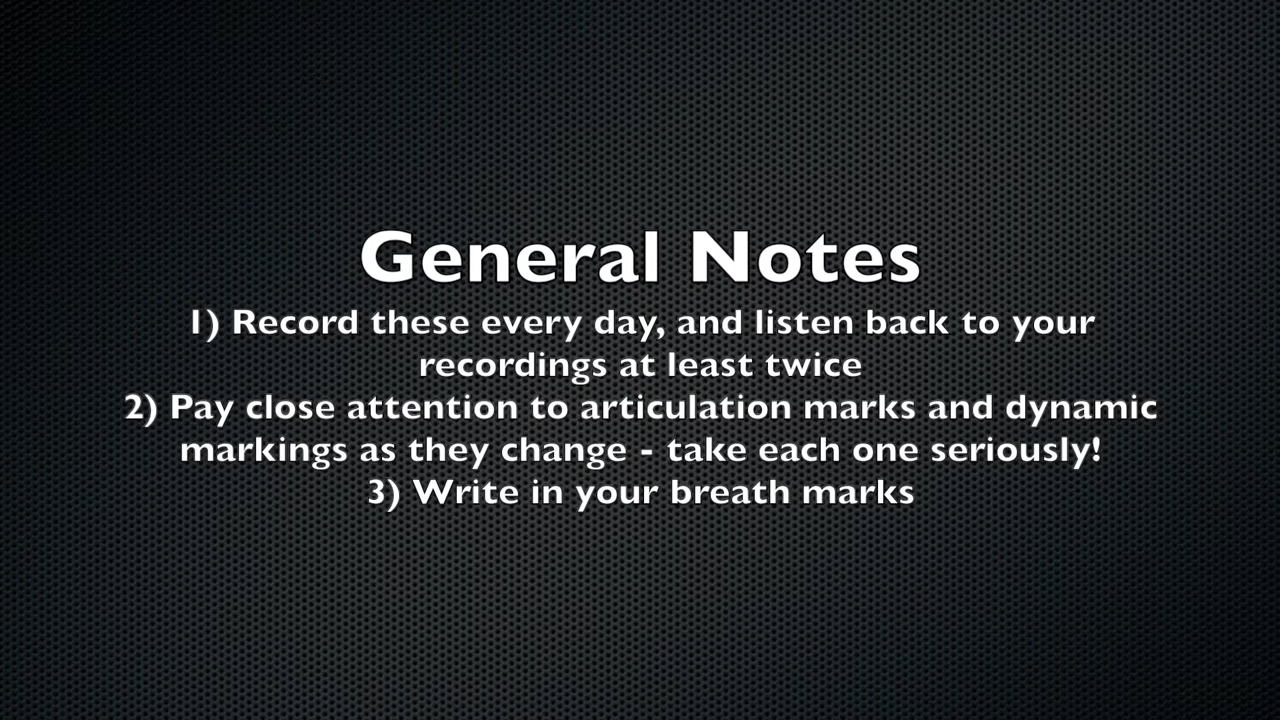 General Notes
1) Record these every day, and listen back to your
recordings at least twice
2) Pay close attention to articulation marks and dynamic
markings as they change - take each one seriously!
3) Write in your breath marks